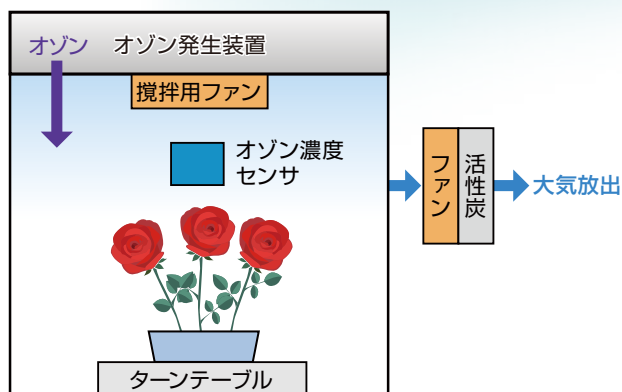 オゾン オゾン発生装置
撹拌用ファン
オゾン濃度
センサ
ファン
活性炭
大気放出
ターンテーブル